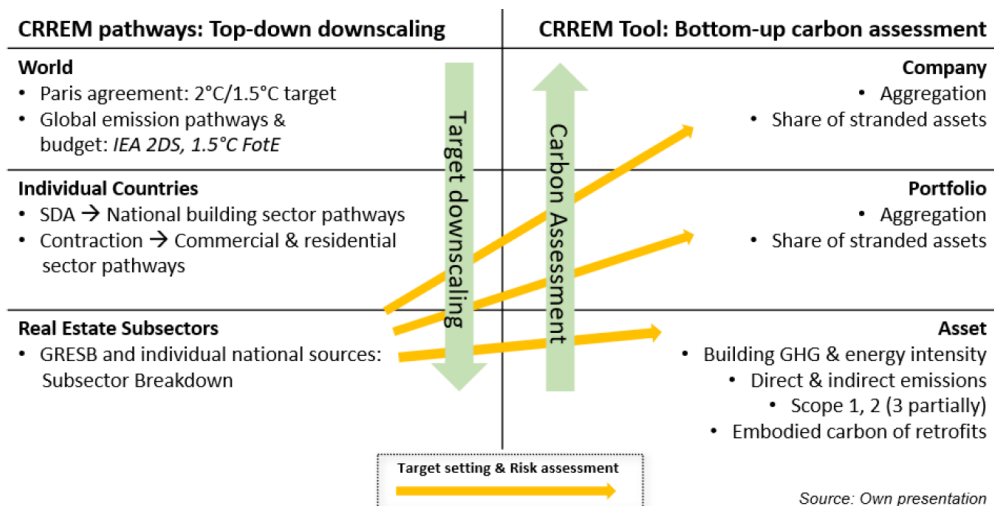 CRREM pathways: Top-down downscaling
CRREM Tool: Bottom-up carbon assessment
World
• Paris agreement: 2°C/1.5°C target
• Global emission pathways &
budget: IEA 2DS, 1.5°C FotE
Company
• Aggregation
• Share of stranded assets
Individual Countries
• SDA → National building sector pathways
• Contraction → Commercial & residential
sector pathways
Portfolio
• Aggregation
• Share of stranded assets
Real Estate Subsectors
• GRESB and individual national sources:
Subsector Breakdown
Asset
• Building GHG & energy intensity
• Direct & indirect emissions
• Scope 1, 2 (3 partially)
• Embodied carbon of retrofits
Target downscaling
Carbon Assessment
Target setting & Risk assessment
Source: Own presentation